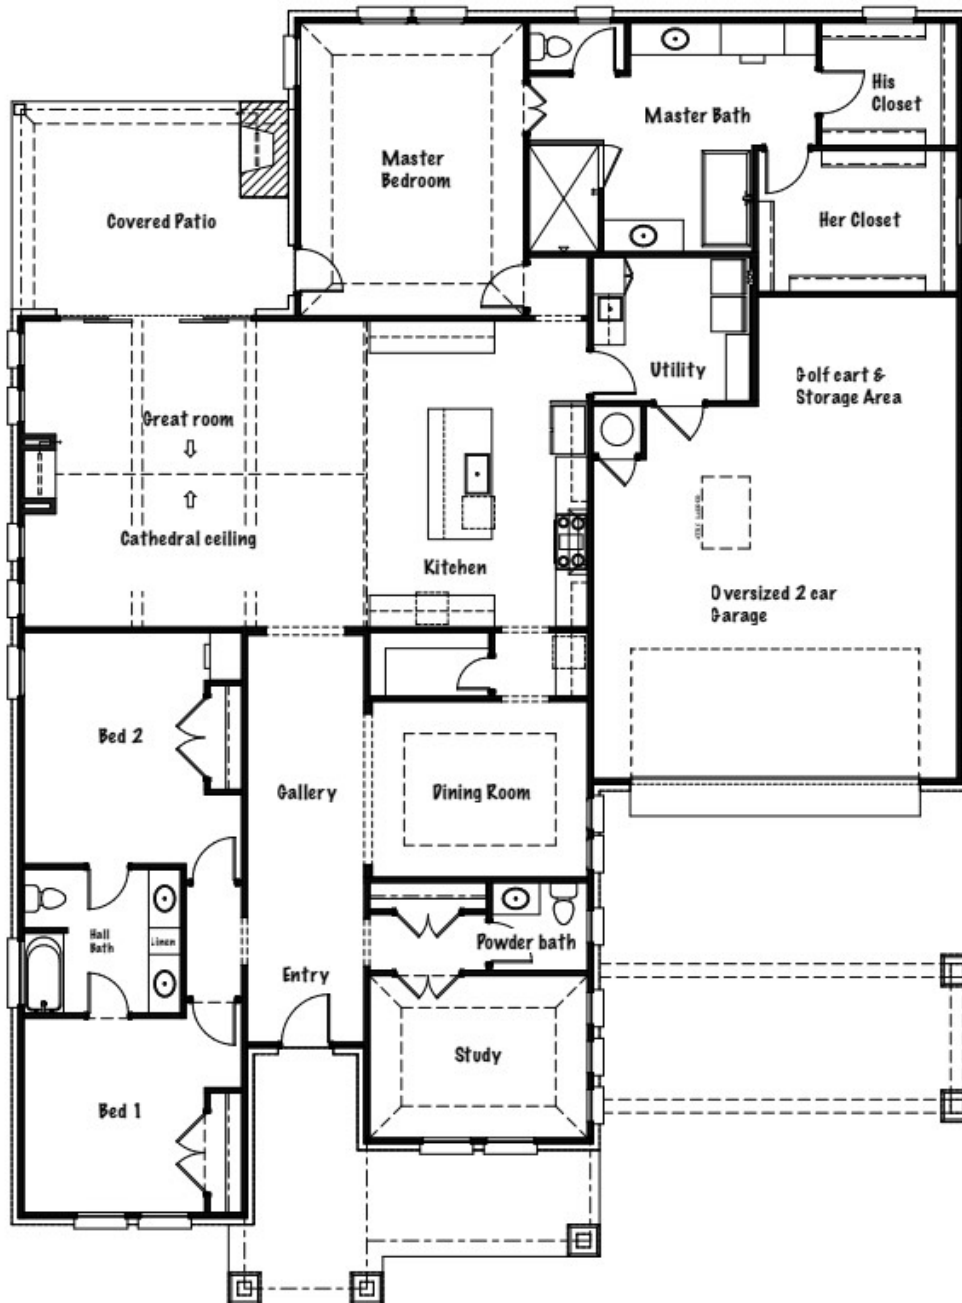 His
Closet
Master Bath
Master
Bedroom
Covered Patio
Her Closet
Utility
Golf cart &
Storage Area
Great room
Cathedral ceiling
Kitchen
Oversized 2 car
Garage
Bed 2
Gallery
Dining Room
Hall
Bath
Linen
Powder bath
Entry
Study
Bed 1